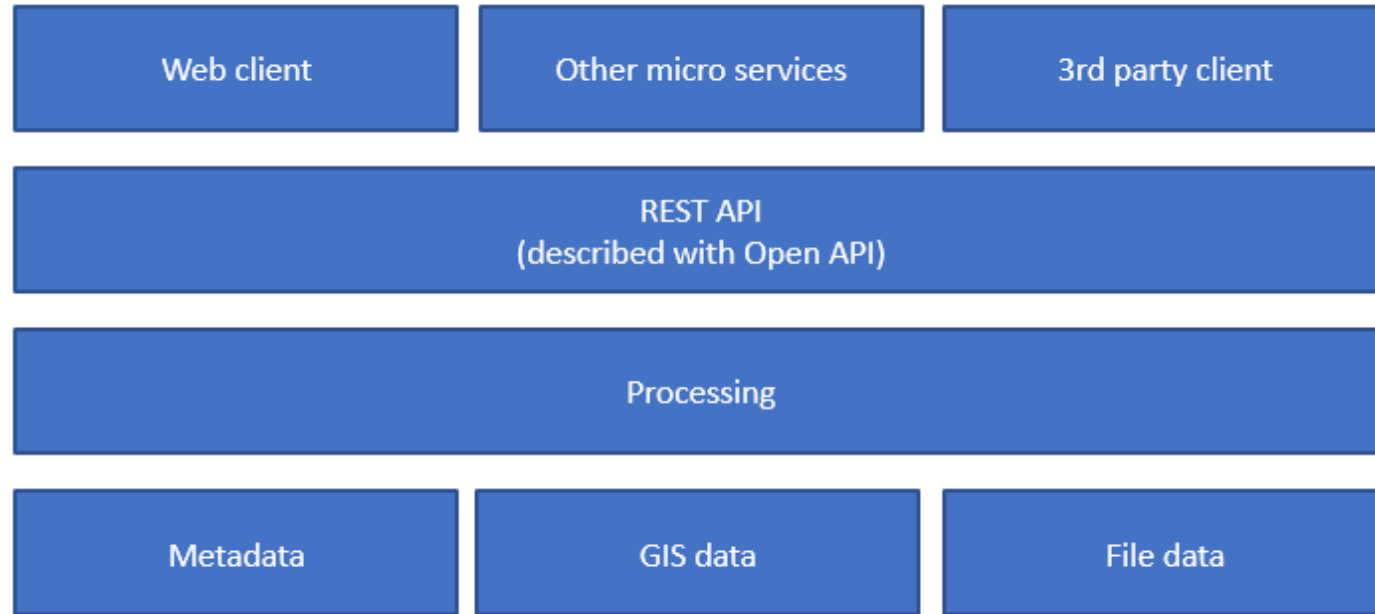 Web client
Other micro services
3rd party client
REST API
(described with Open API)
Processing
Metadata
GIS data
File data